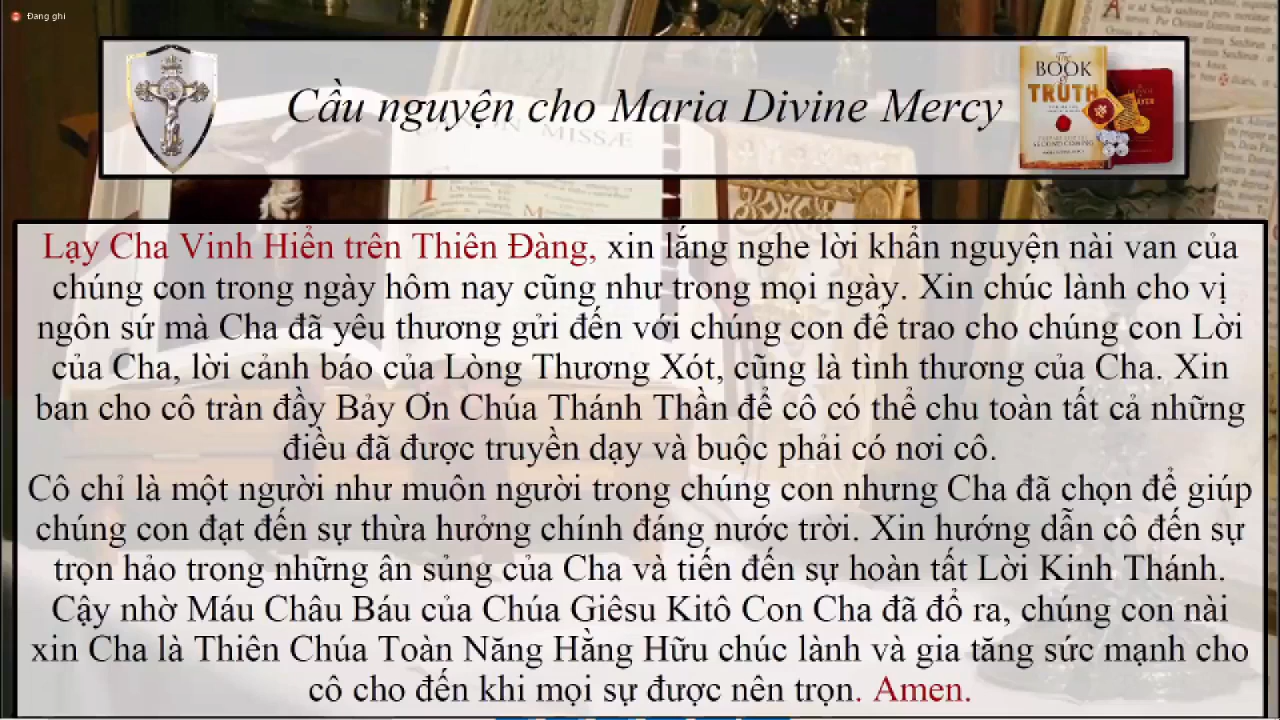 Đang ghi
Cầu nguyện cho Maria Divine Mercy
The
BOOK
of
TRUTH
Lạy Cha Vinh Hiển trên Thiên Đàng, xin lắng nghe lời khẩn nguyện nài van của
chúng con trong ngày hôm nay cũng như trong mọi ngày. Xin chúc lành cho vị
ngôn sứ mà Cha đã yêu thương gửi đến với chúng con để trao cho chúng con Lời
của Cha, lời cảnh báo của Lòng Thương Xót, cũng là tình thương của Cha. Xin
ban cho cô tràn đầy Bảy Ơn Chúa Thánh Thần để cô có thể chu toàn tất cả những
điều đã được truyền dạy và buộc phải có nơi cô.
Cô chỉ là một người như muôn người trong chúng con nhưng Cha đã chọn để giúp
chúng con đạt đến sự thừa hưởng chính đáng nước trời. Xin hướng dẫn cô đến sự
trọn hảo trong những ân sủng của Cha và tiến đến sự hoàn tất Lời Kinh Thánh.
Cậy nhờ Máu Châu Báu của Chúa Giêsu Kitô Con Cha đã đổ ra, chúng con nài
xin Cha là Thiên Chúa Toàn Năng Hằng Hữu chúc lành và gia tăng sức mạnh cho
cô cho đến khi mọi sự được nên trọn. Amen.